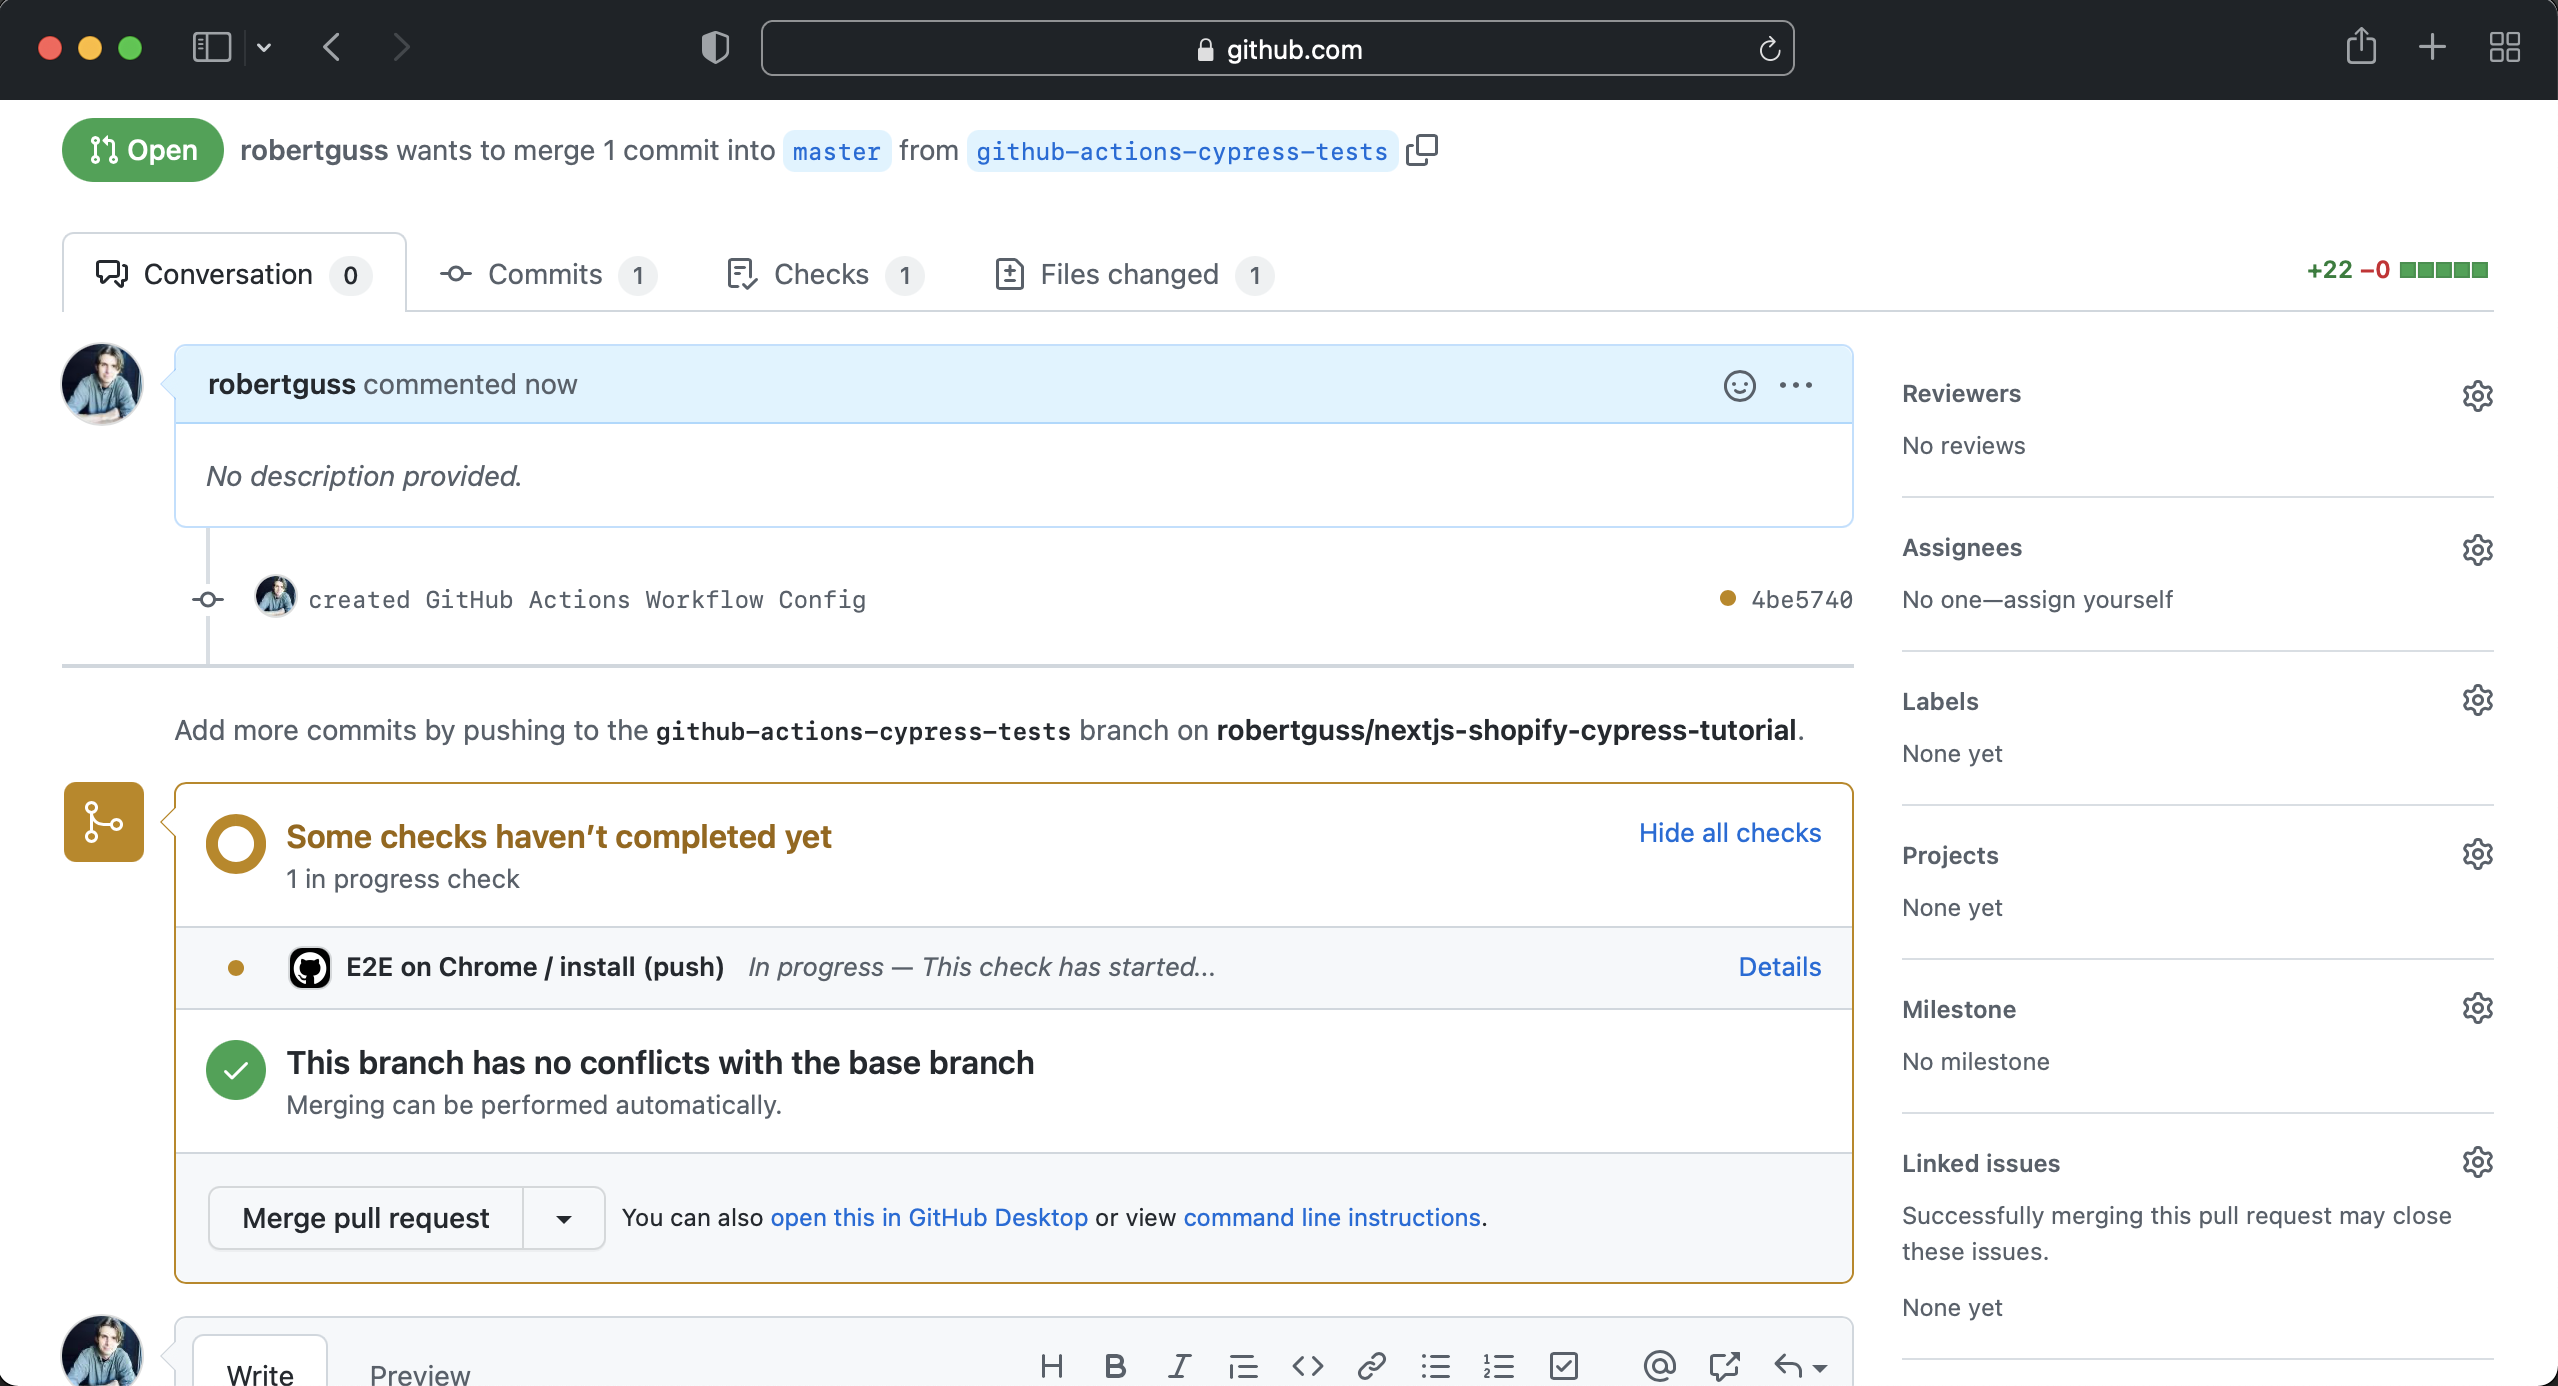 github.com
Open robertguss wants to merge 1 commit into master from github-actions-cypress-tests
Conversation 0 Commits 1 Checks 1 Files changed 1 +22 −0
robertguss commented now
No description provided.
created GitHub Actions Workflow Config 4be5740
Add more commits by pushing to the github-actions-cypress-tests branch on robertguss/nextjs-shopify-cypress-tutorial.
Some checks haven’t completed yet Hide all checks
1 in progress check
E2E on Chrome / install (push) In progress — This check has started... Details
This branch has no conflicts with the base branch
Merging can be performed automatically.
Merge pull request You can also open this in GitHub Desktop or view command line instructions.
Write Preview
Reviewers
No reviews
Assignees
No one—assign yourself
Labels
None yet
Projects
None yet
Milestone
No milestone
Linked issues
Successfully merging this pull request may close
these issues.
None yet